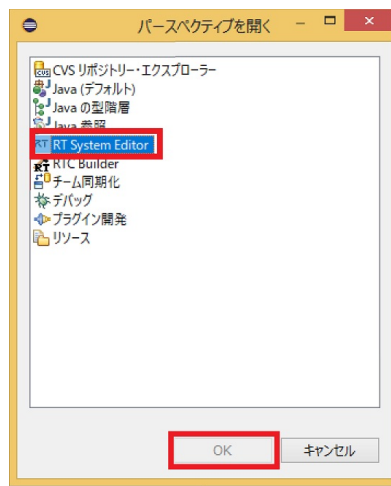 パースペクティブを開く
CVS リポジトリー・エクスプローラー
Java (デフォルト)
Java の型階層
Java 参照
RT System Editor
RTC Builder
チーム同期化
デバッグ
プラグイン開発
リソース
OK キャンセル